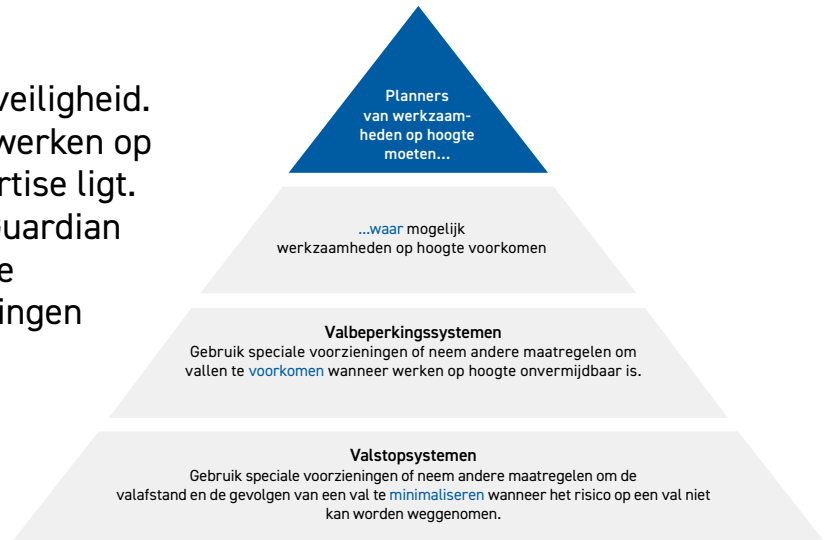 veiligheid.
werken op
rtise ligt.
uardian
e
ingen
Planners
van werkzaam-
heden op hoogte
moeten...
...waar mogelijk
werkzaamheden op hoogte voorkomen
Valbeperkingssystemen
Gebruik speciale voorzieningen of neem andere maatregelen om
vallen te voorkomen wanneer werken op hoogte onvermijdbaar is.
Valstopsystemen
Gebruik speciale voorzieningen of neem andere maatregelen om de
valafstand en de gevolgen van een val te minimaliseren wanneer het risico op een val niet
kan worden weggenomen.